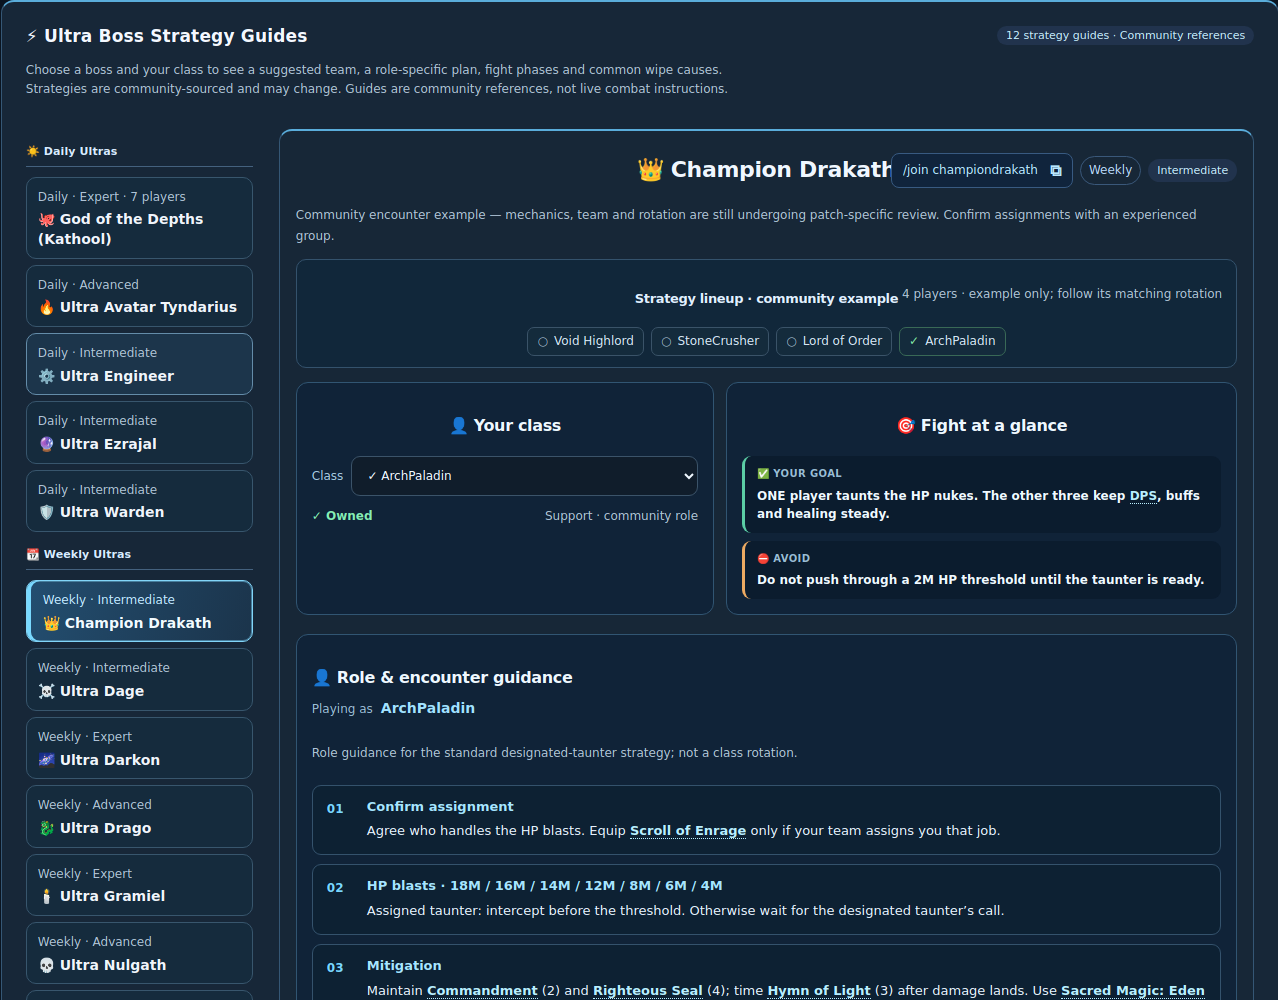 ⚡ Ultra Boss Strategy Guides
12 strategy guides · Community references
Choose a boss and your class to see a suggested team, a role-specific plan, fight phases and common wipe causes.
Strategies are community-sourced and may change. Guides are community references, not live combat instructions.
☀️ Daily Ultras
Daily · Expert · 7 players
🐙 God of the Depths
(Kathool)
Daily · Advanced
🔥 Ultra Avatar Tyndarius
Daily · Intermediate
⚙️ Ultra Engineer
Daily · Intermediate
🔮 Ultra Ezrajal
Daily · Intermediate
🛡️ Ultra Warden
📆 Weekly Ultras
Weekly · Intermediate
👑 Champion Drakath
Weekly · Intermediate
☠️ Ultra Dage
Weekly · Expert
🌌 Ultra Darkon
Weekly · Advanced
🐉 Ultra Drago
Weekly · Expert
🕯️ Ultra Gramiel
Weekly · Advanced
💀 Ultra Nulgath
👑 Champion Drakath
/join championdrakath
Weekly
Intermediate
Community encounter example — mechanics, team and rotation are still undergoing patch-specific review. Confirm assignments with an experienced
group.
Strategy lineup · community example
4 players · example only; follow its matching rotation
○ Void Highlord
○ StoneCrusher
○ Lord of Order
✓ ArchPaladin
👤 Your class
Class
✓ ArchPaladin
✓ Owned
Support · community role
🎯 Fight at a glance
✅ YOUR GOAL
ONE player taunts the HP nukes. The other three keep DPS, buffs
and healing steady.
⛔ AVOID
Do not push through a 2M HP threshold until the taunter is ready.
👤 Role & encounter guidance
Playing as ArchPaladin
Role guidance for the standard designated-taunter strategy; not a class rotation.
01
Confirm assignment
Agree who handles the HP blasts. Equip Scroll of Enrage only if your team assigns you that job.
02
HP blasts · 18M / 16M / 14M / 12M / 8M / 6M / 4M
Assigned taunter: intercept before the threshold. Otherwise wait for the designated taunter’s call.
03
Mitigation
Maintain Commandment (2) and Righteous Seal (4); time Hymn of Light (3) after damage lands. Use Sacred Magic: Eden